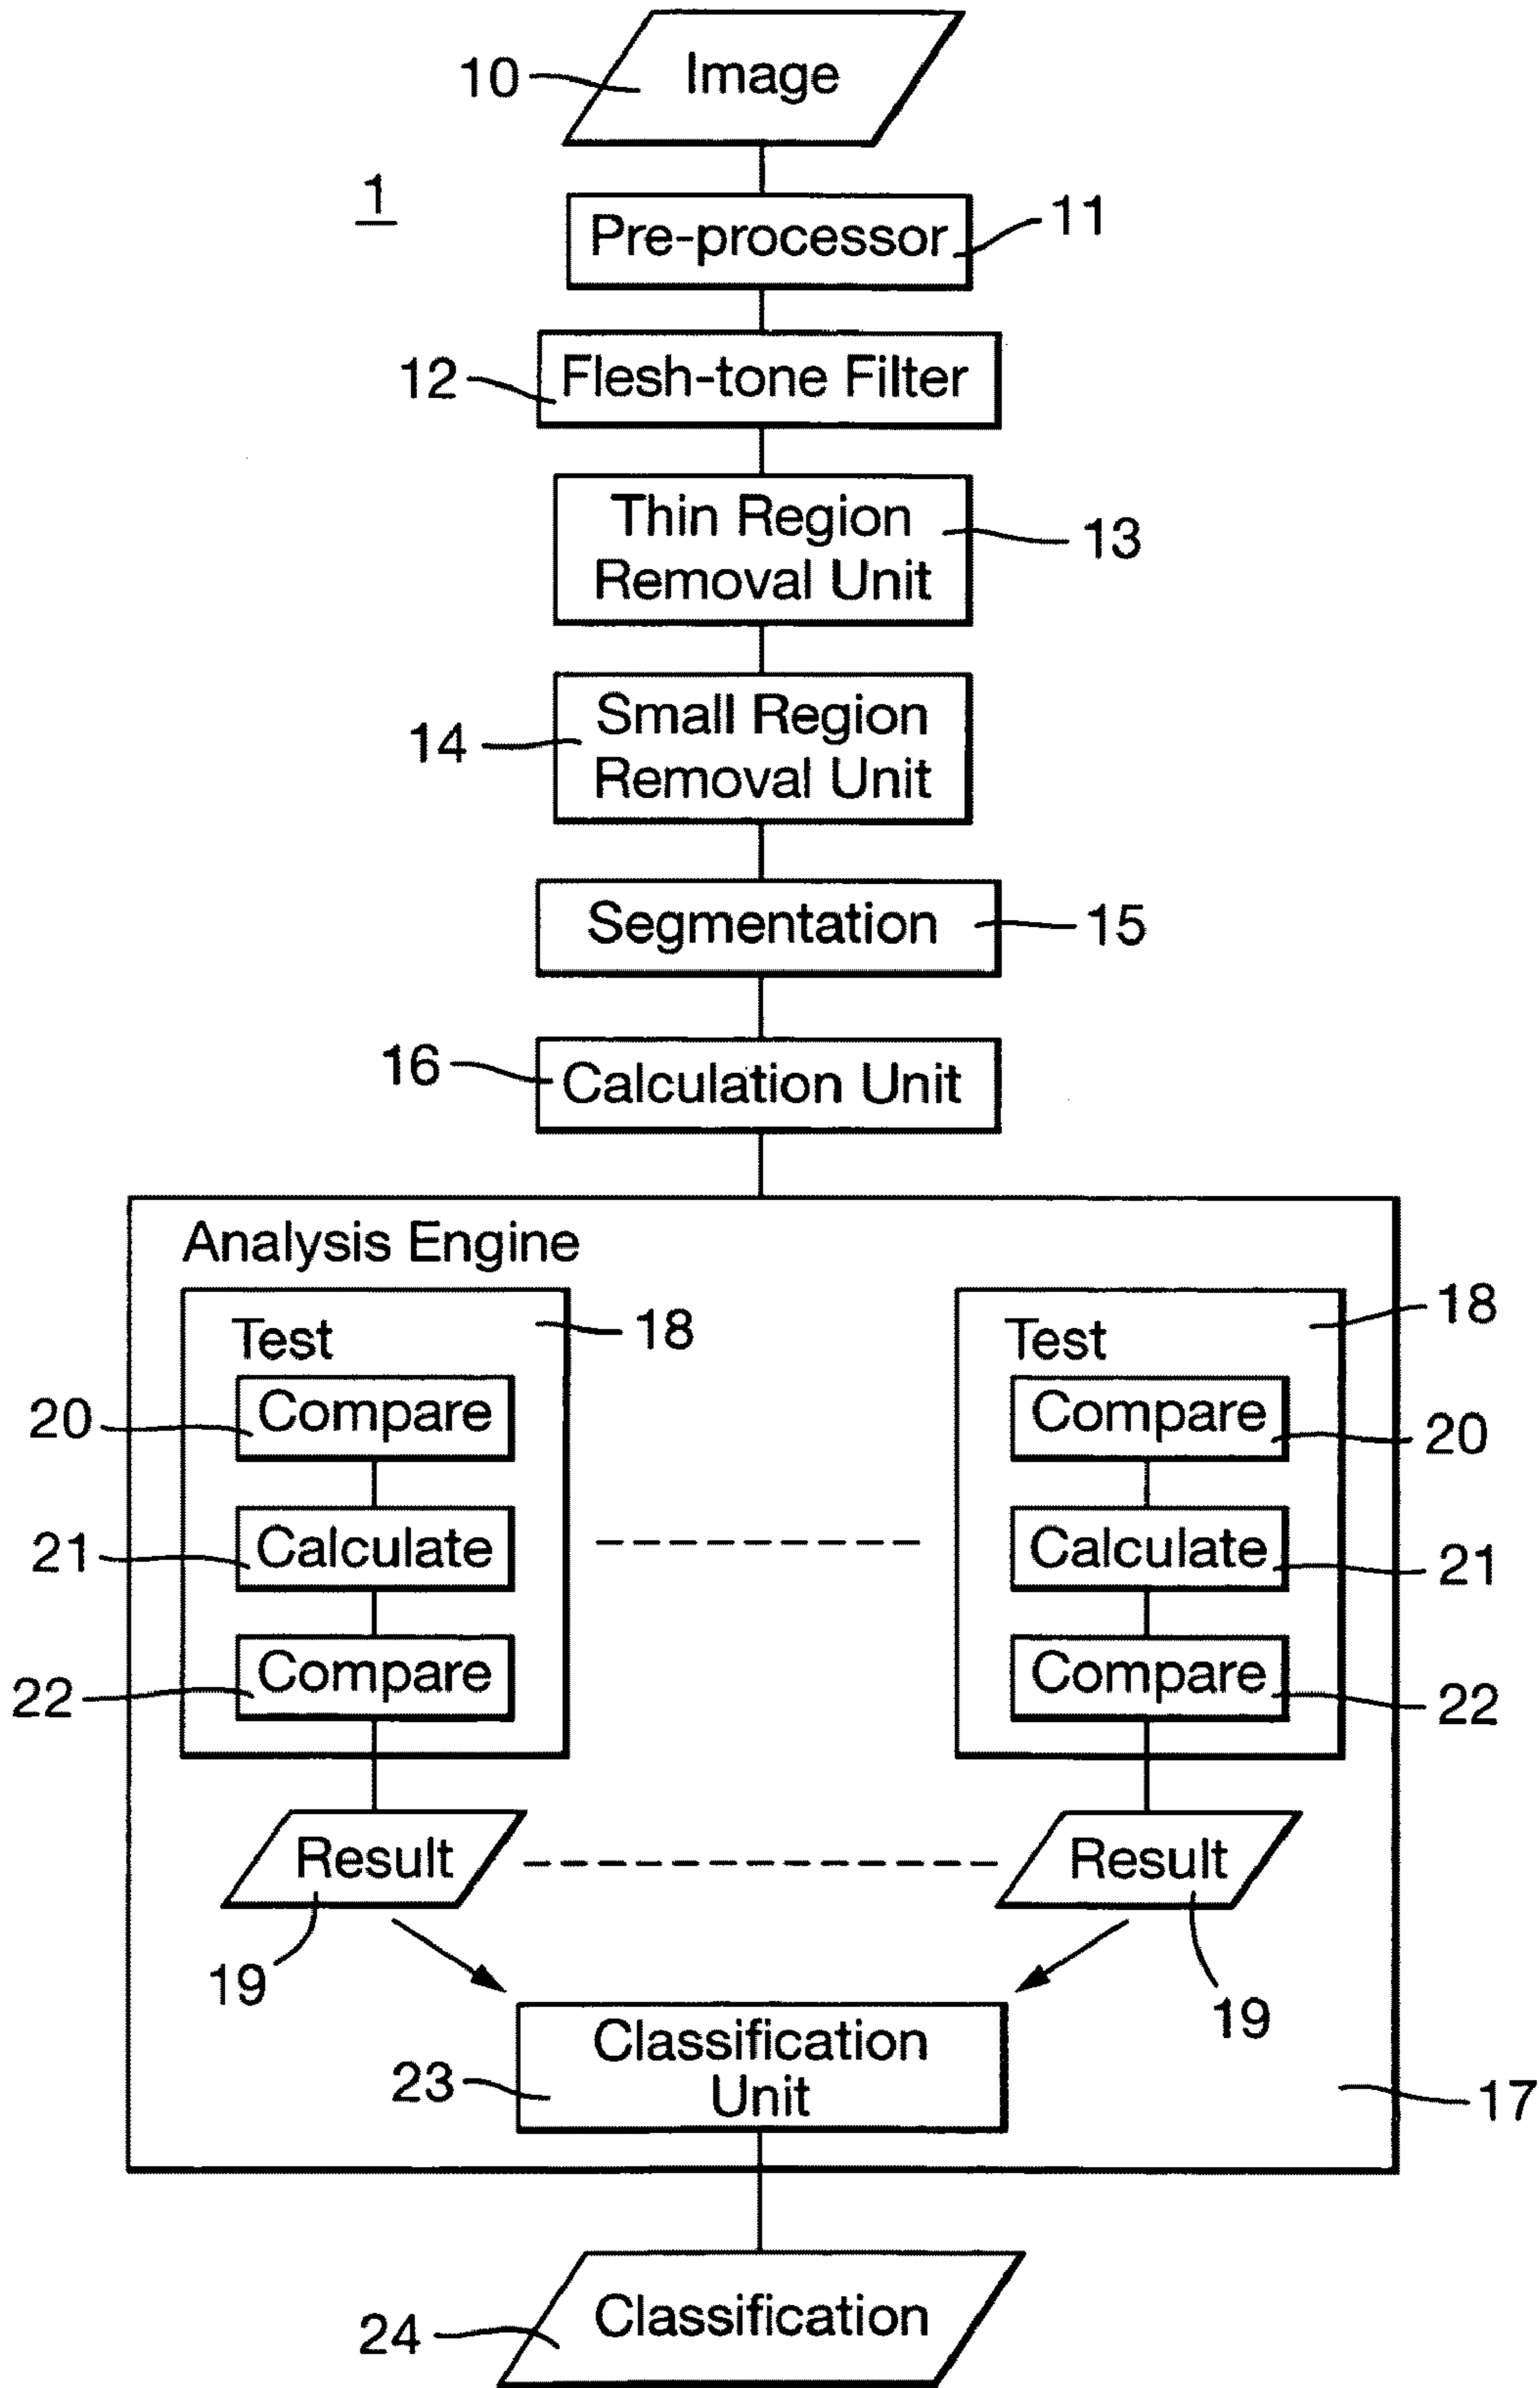 10
Image
1
Pre-processor
11
12
Flesh-tone Filter
Thin Region
Removal Unit
13
14
Small Region
Removal Unit
Segmentation
15
16
Calculation Unit
Analysis Engine
Test
18
Test
18
20
Compare
Compare
20
21
Calculate
Calculate
21
22
Compare
Compare
22
Result
Result
19
19
Classification
Unit
23
17
Classification
24